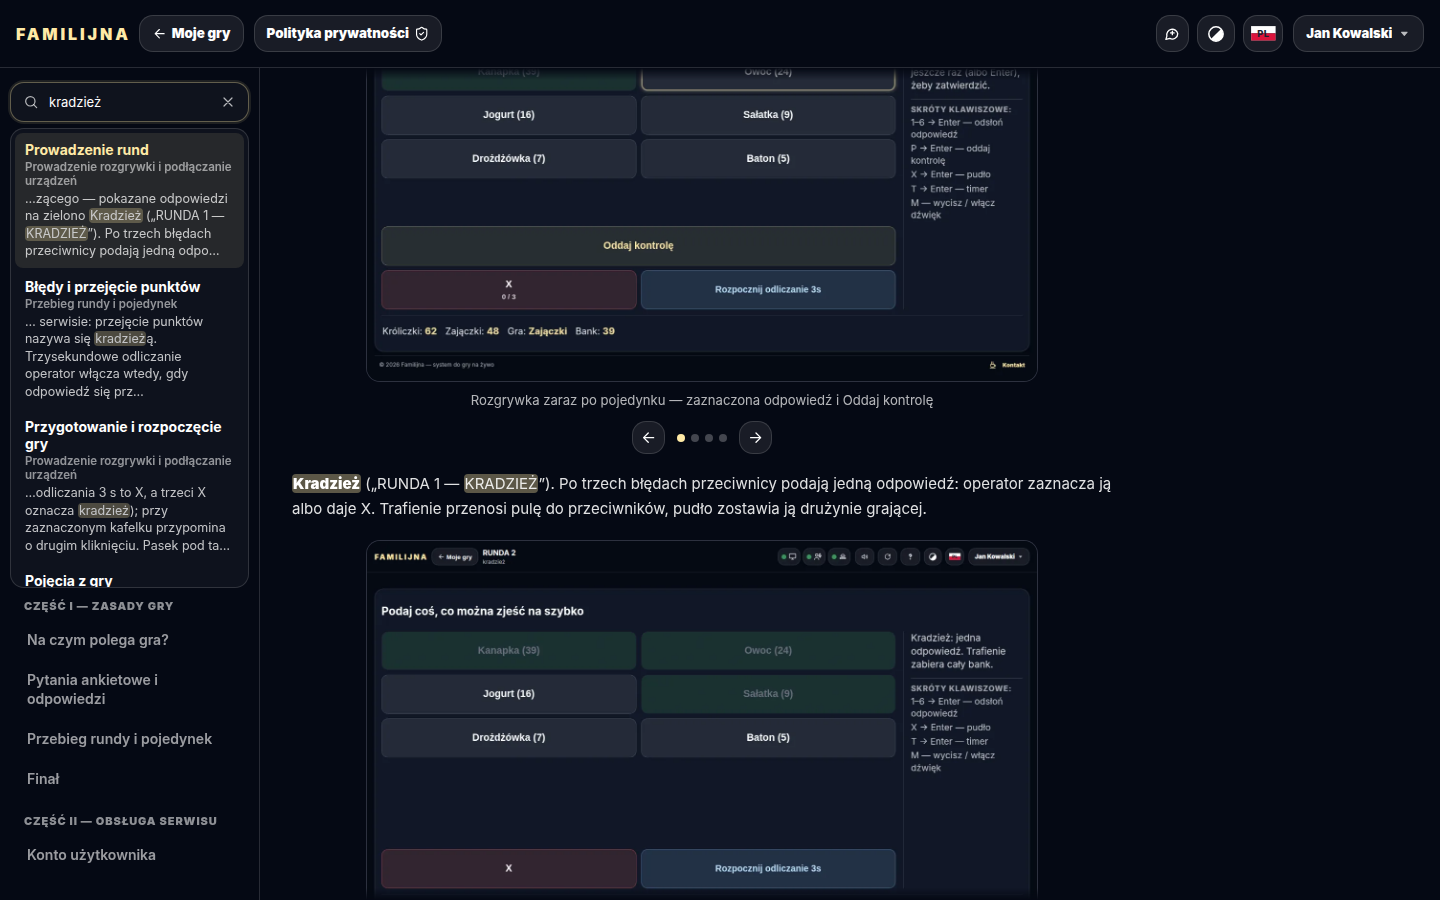 FAMILIJNA
Moje gry
Polityka prywatności
PL
Jan Kowalski
kradzież
Prowadzenie rund
Prowadzenie rozgrywki i podłączanie
urządzeń
...zącego — pokazane odpowiedzi
na zielono Kradzież („RUNDA 1 —
KRADZIEŻ”). Po trzech błędach
przeciwnicy podają jedną odpo...
Błędy i przejęcie punktów
Przebieg rundy i pojedynek
... serwisie: przejęcie punktów
nazywa się kradzieżą.
Trzysekundowe odliczanie
operator włącza wtedy, gdy
odpowiedź się prz...
Przygotowanie i rozpoczęcie
gry
Prowadzenie rozgrywki i podłączanie
urządzeń
...odliczania 3 s to X, a trzeci X
oznacza kradzież); przy
zaznaczonym kafelku przypomina
o drugim kliknięciu. Pasek pod ta...
Pojęcia z gry
CZĘŚĆ I — ZASADY GRY
Na czym polega gra?
Pytania ankietowe i
odpowiedzi
Przebieg rundy i pojedynek
Finał
CZĘŚĆ II — OBSŁUGA SERWISU
Konto użytkownika
Kanapka (39)
Owoc (24)
Jogurt (16)
Sałatka (9)
Drożdżówka (7)
Baton (5)
Oddaj kontrolę
X
0 / 3
Rozpocznij odliczanie 3s
jeszcze raz (albo Enter),
żeby zatwierdzić.
SKRÓTY KLAWISZOWE:
1–6 → Enter — odsłoń
odpowiedź
P → Enter — oddaj
kontrolę
X → Enter — pudło
T → Enter — timer
M — wycisz / włącz
dźwięk
Króliczki: 62 Zajączki: 48 Gra: Zajączki Bank: 39
© 2026 Familijna — system do gry na żywo
Kontakt
Rozgrywka zaraz po pojedynku — zaznaczona odpowiedź i Oddaj kontrolę
Kradzież („RUNDA 1 — KRADZIEŻ”). Po trzech błędach przeciwnicy podają jedną odpowiedź: operator zaznacza ją
albo daje X. Trafienie przenosi pulę do przeciwników, pudło zostawia ją drużynie grającej.
FAMILIJNA
Moje gry
RUNDA 2
kradzież
Jan Kowalski
Podaj coś, co można zjeść na szybko
Kanapka (39)
Owoc (24)
Jogurt (16)
Sałatka (9)
Drożdżówka (7)
Baton (5)
X
Rozpocznij odliczanie 3s
Kradzież: jedna
odpowiedź. Trafienie
zabiera cały bank.
SKRÓTY KLAWISZOWE:
1–6 → Enter — odsłoń
odpowiedź
X → Enter — pudło
T → Enter — timer
M — wycisz / włącz
dźwięk